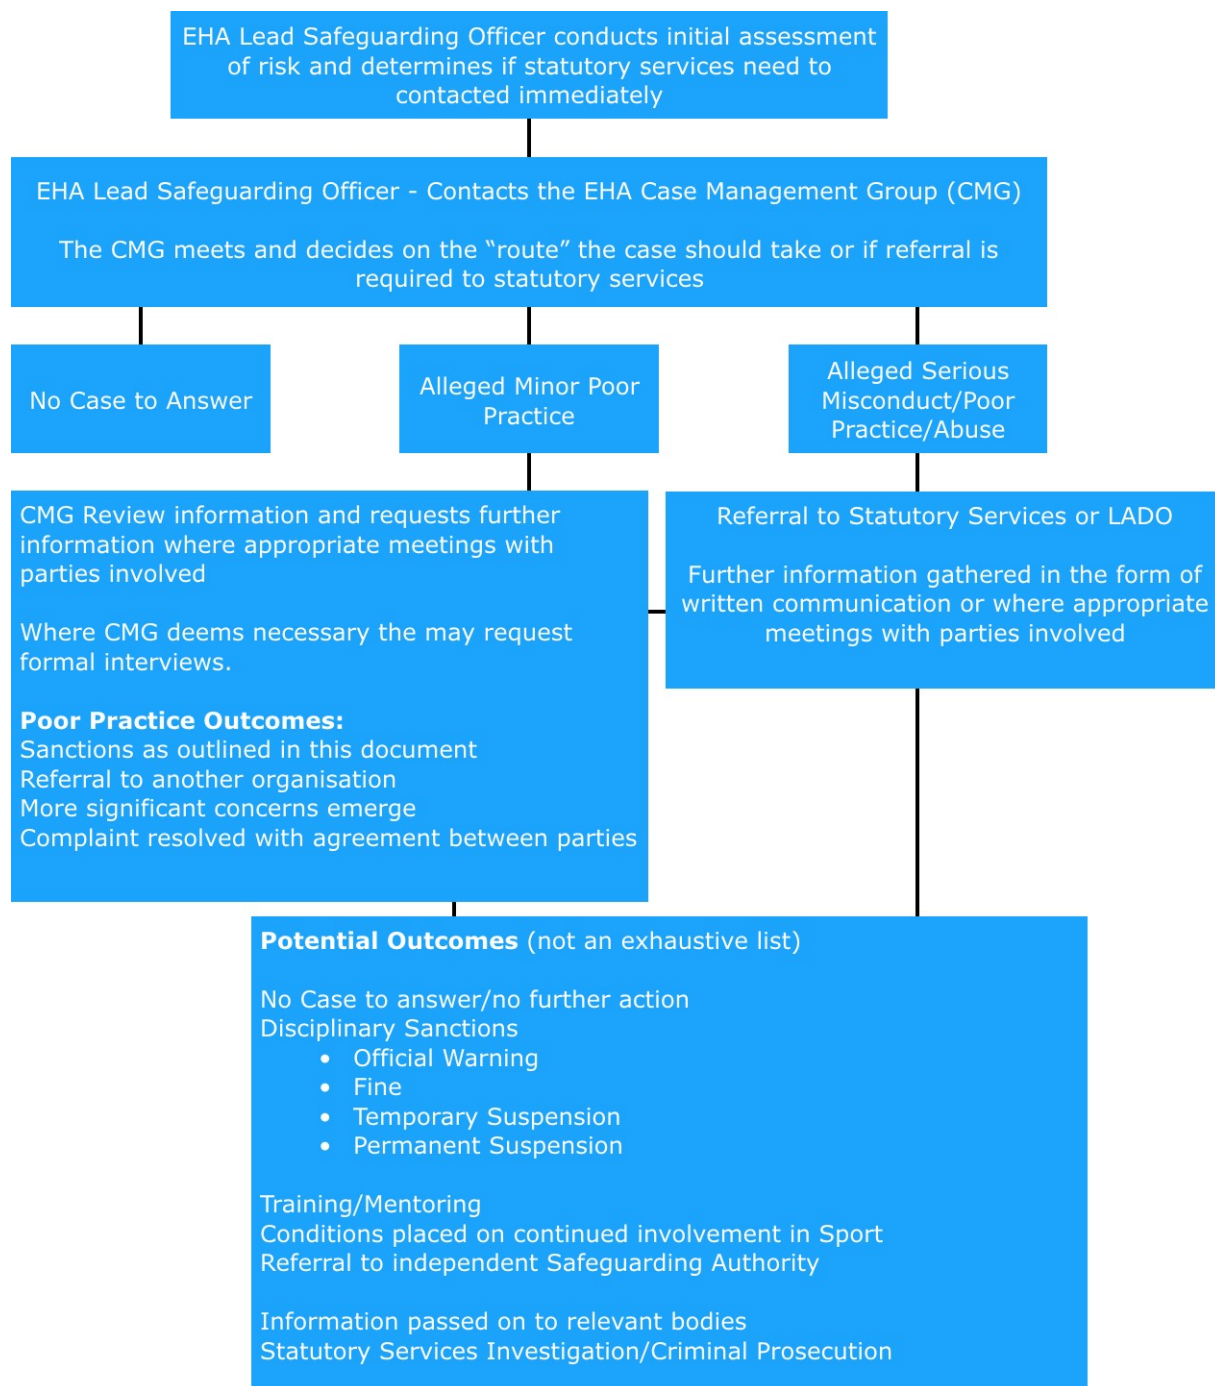 EHA Lead Safeguarding Officer conducts initial assessment
of risk and determines if statutory services need to
contacted immediately
EHA Lead Safeguarding Officer - Contacts the EHA Case Management Group (CMG)
The CMG meets and decides on the “route” the case should take or if referral is
required to statutory services
No Case to Answer
Alleged Minor Poor
Practice
Alleged Serious
Misconduct/Poor
Practice/Abuse
CMG Review information and requests further
information where appropriate meetings with
parties involved
Where CMG deems necessary the may request
formal interviews.
Poor Practice Outcomes:
Sanctions as outlined in this document
Referral to another organisation
More significant concerns emerge
Complaint resolved with agreement between parties
Referral to Statutory Services or LADO
Further information gathered in the form of
written communication or where appropriate
meetings with parties involved
Potential Outcomes (not an exhaustive list)
No Case to answer/no further action
Disciplinary Sanctions
• Official Warning
• Fine
• Temporary Suspension
• Permanent Suspension
Training/Mentoring
Conditions placed on continued involvement in Sport
Referral to independent Safeguarding Authority
Information passed on to relevant bodies
Statutory Services Investigation/Criminal Prosecution